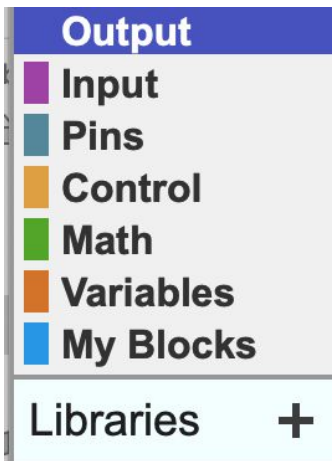 Output
Input
Pins
Control
Math
Variables
My Blocks
Libraries +